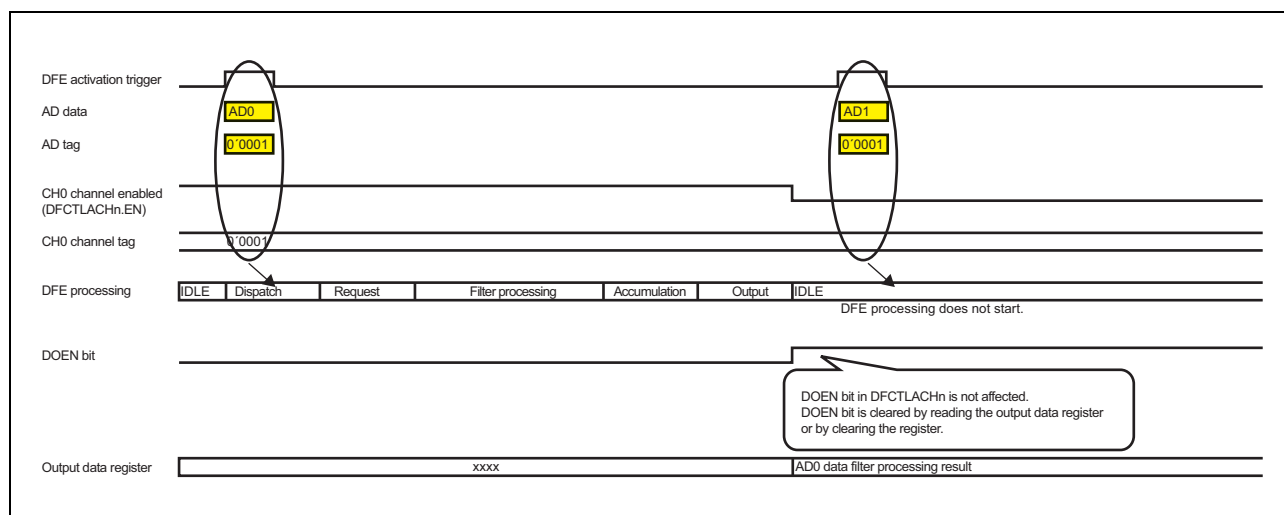 DFE activation trigger
AD data
AD0
AD1
AD tag
0´0001
0´0001
CH0 channel enabled
(DFCTLACHn.EN)
CH0 channel tag
0´0001
DFE processing
IDLE
Dispatch
Request
Filter processing
Accumulation
Output
IDLE
DFE processing does not start.
DOEN bit
DOEN bit in DFCTLACHn is not affected.
DOEN bit is cleared by reading the output data register
or by clearing the register.
Output data register
xxxx
AD0 data filter processing result